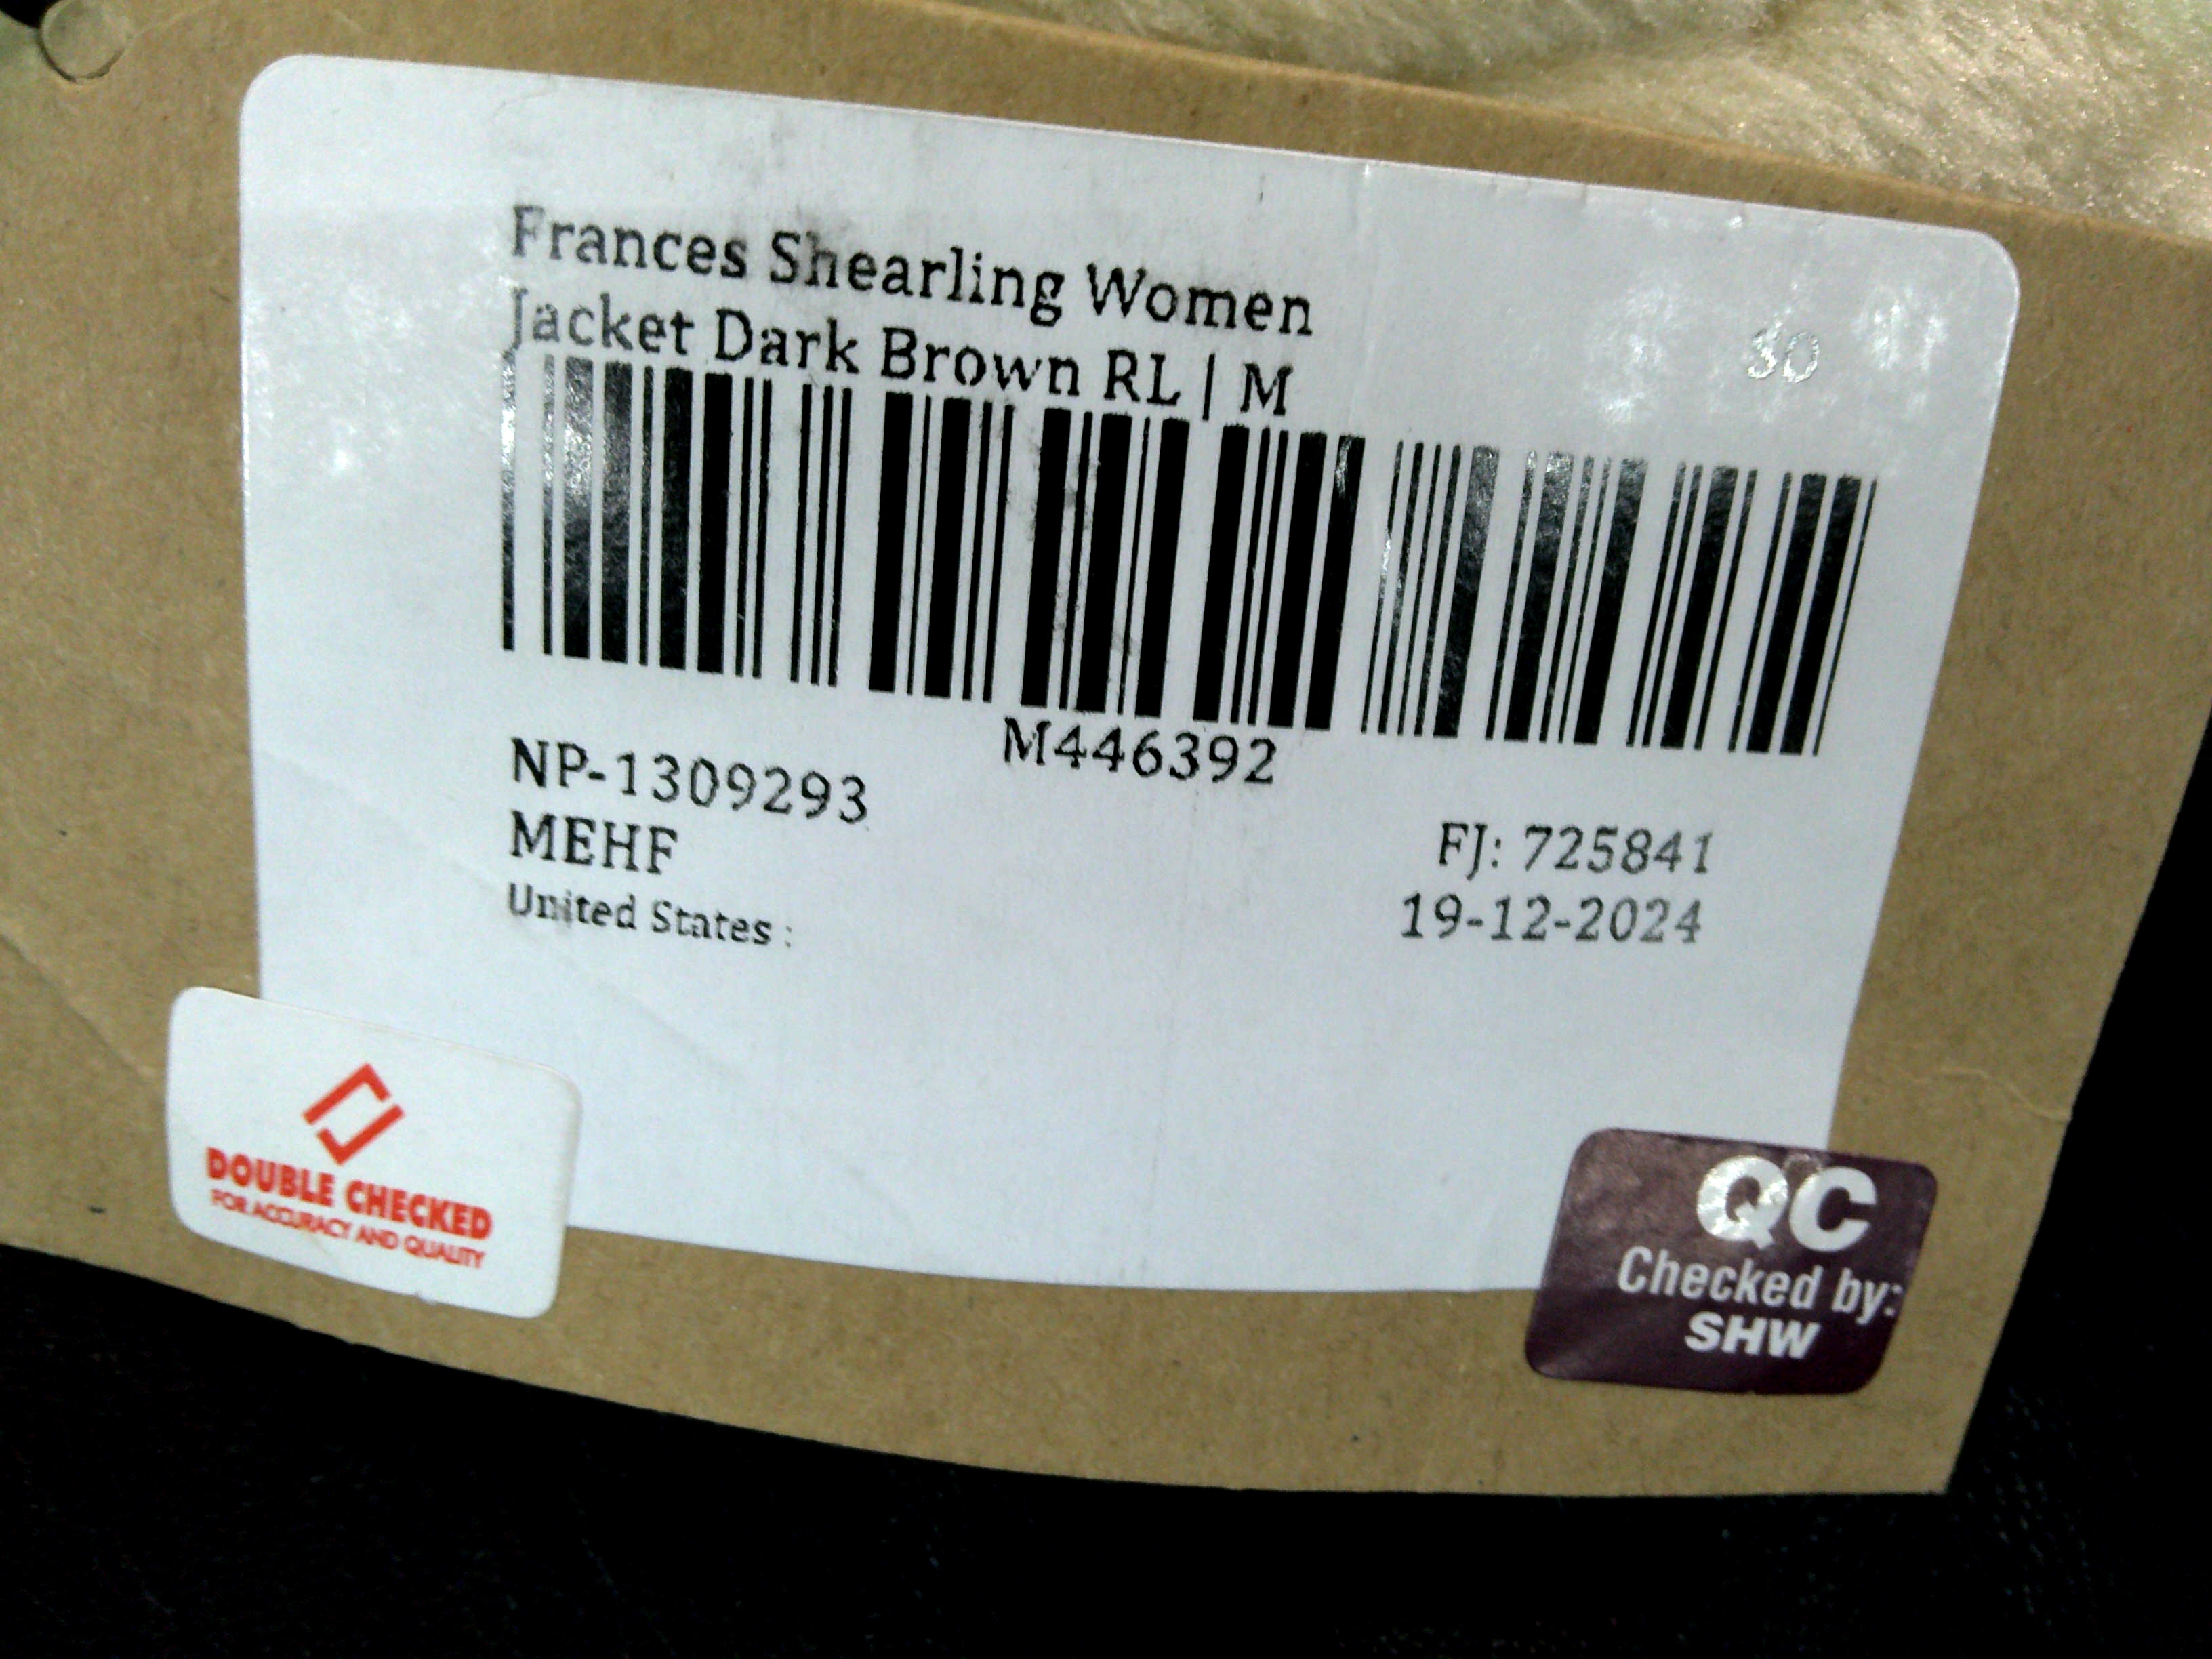 Frances Shearling Women
Jacket Dark Brown RL | M
$0
M446392
NP-1309293
MEHF
United States :
FJ: 725841
19-12-2024
DOUBLE CHECKED
FOR ACCURACY AND QUALITY
QC
Checked by:
SHW